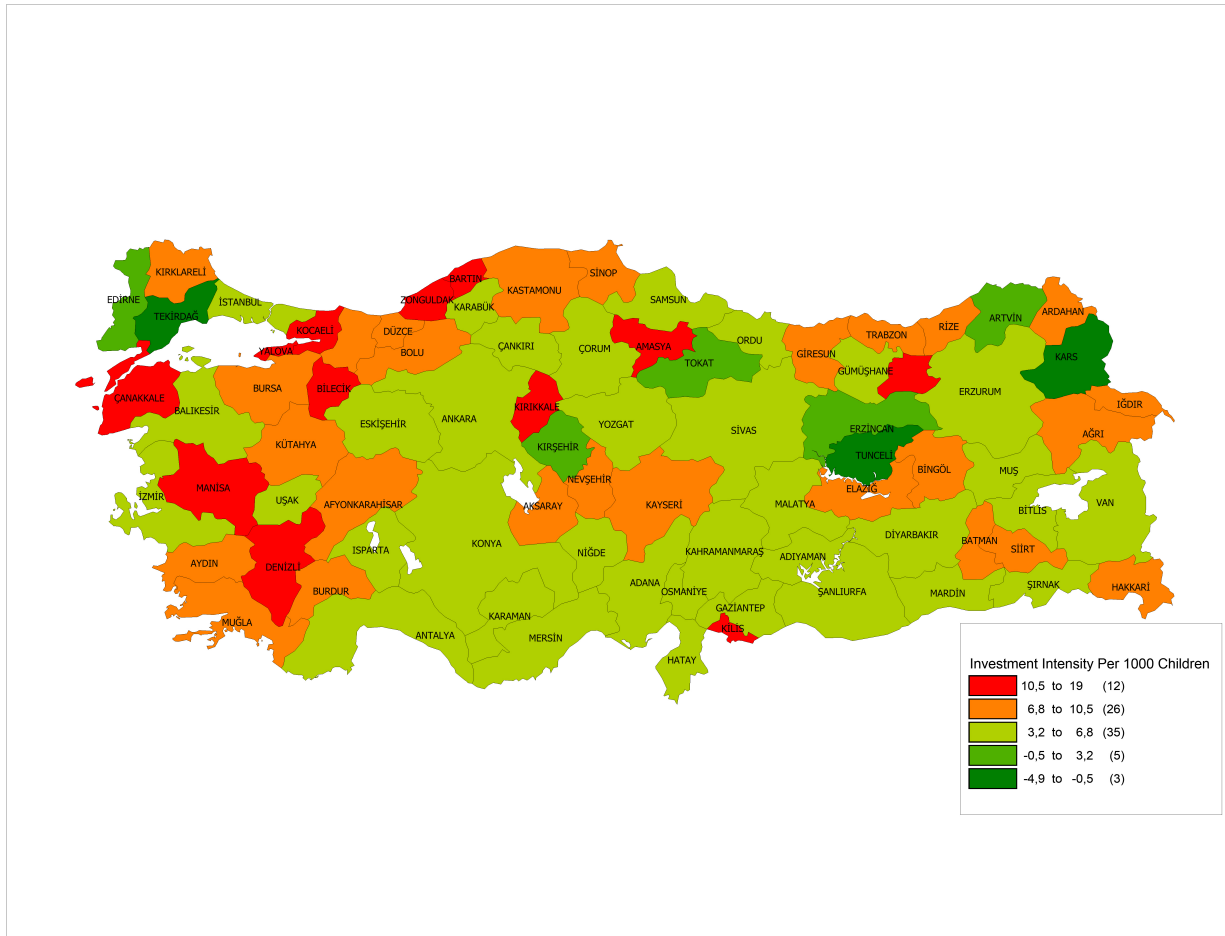 KIRKLARELİ
EDİRNE
TEKİRDAĞ
İSTANBUL
KOCAELİ
YALOVA
ÇANAKKALE
BALIKESİR
BURSA
BİLECİK
DÜZCE
BOLU
ZONGULDAK
BARTIN
KARABÜK
KASTAMONU
SİNOP
ÇANKIRI
ÇORUM
SAMSUN
AMASYA
TOKAT
ORDU
GİRESUN
TRABZON
RİZE
GÜMÜŞHANE
ARTVİN
ARDAHAN
KARS
IĞDIR
AĞRI
ERZURUM
ERZİNCAN
TUNCELİ
BİNGÖL
ELAZIĞ
MUŞ
BİTLİS
VAN
HAKKARİ
ŞIRNAK
SİİRT
BATMAN
DİYARBAKIR
MARDİN
ŞANLIURFA
ADIYAMAN
MALATYA
SİVAS
YOZGAT
KIRIKKALE
KIRŞEHİR
NEVŞEHİR
KAYSERİ
AKSARAY
NİĞDE
KAHRAMANMARAŞ
GAZİANTEP
KİLİS
OSMANİYE
ADANA
HATAY
MERSİN
KARAMAN
KONYA
ANKARA
ESKİŞEHİR
KÜTAHYA
AFYONKARAHİSAR
UŞAK
MANİSA
İZMİR
AYDIN
DENİZLİ
MUĞLA
BURDUR
ISPARTA
ANTALYA
Investment Intensity Per 1000 Children
10,5 to 19 (12)
6,8 to 10,5 (26)
3,2 to 6,8 (35)
-0,5 to 3,2 (5)
-4,9 to -0,5 (3)